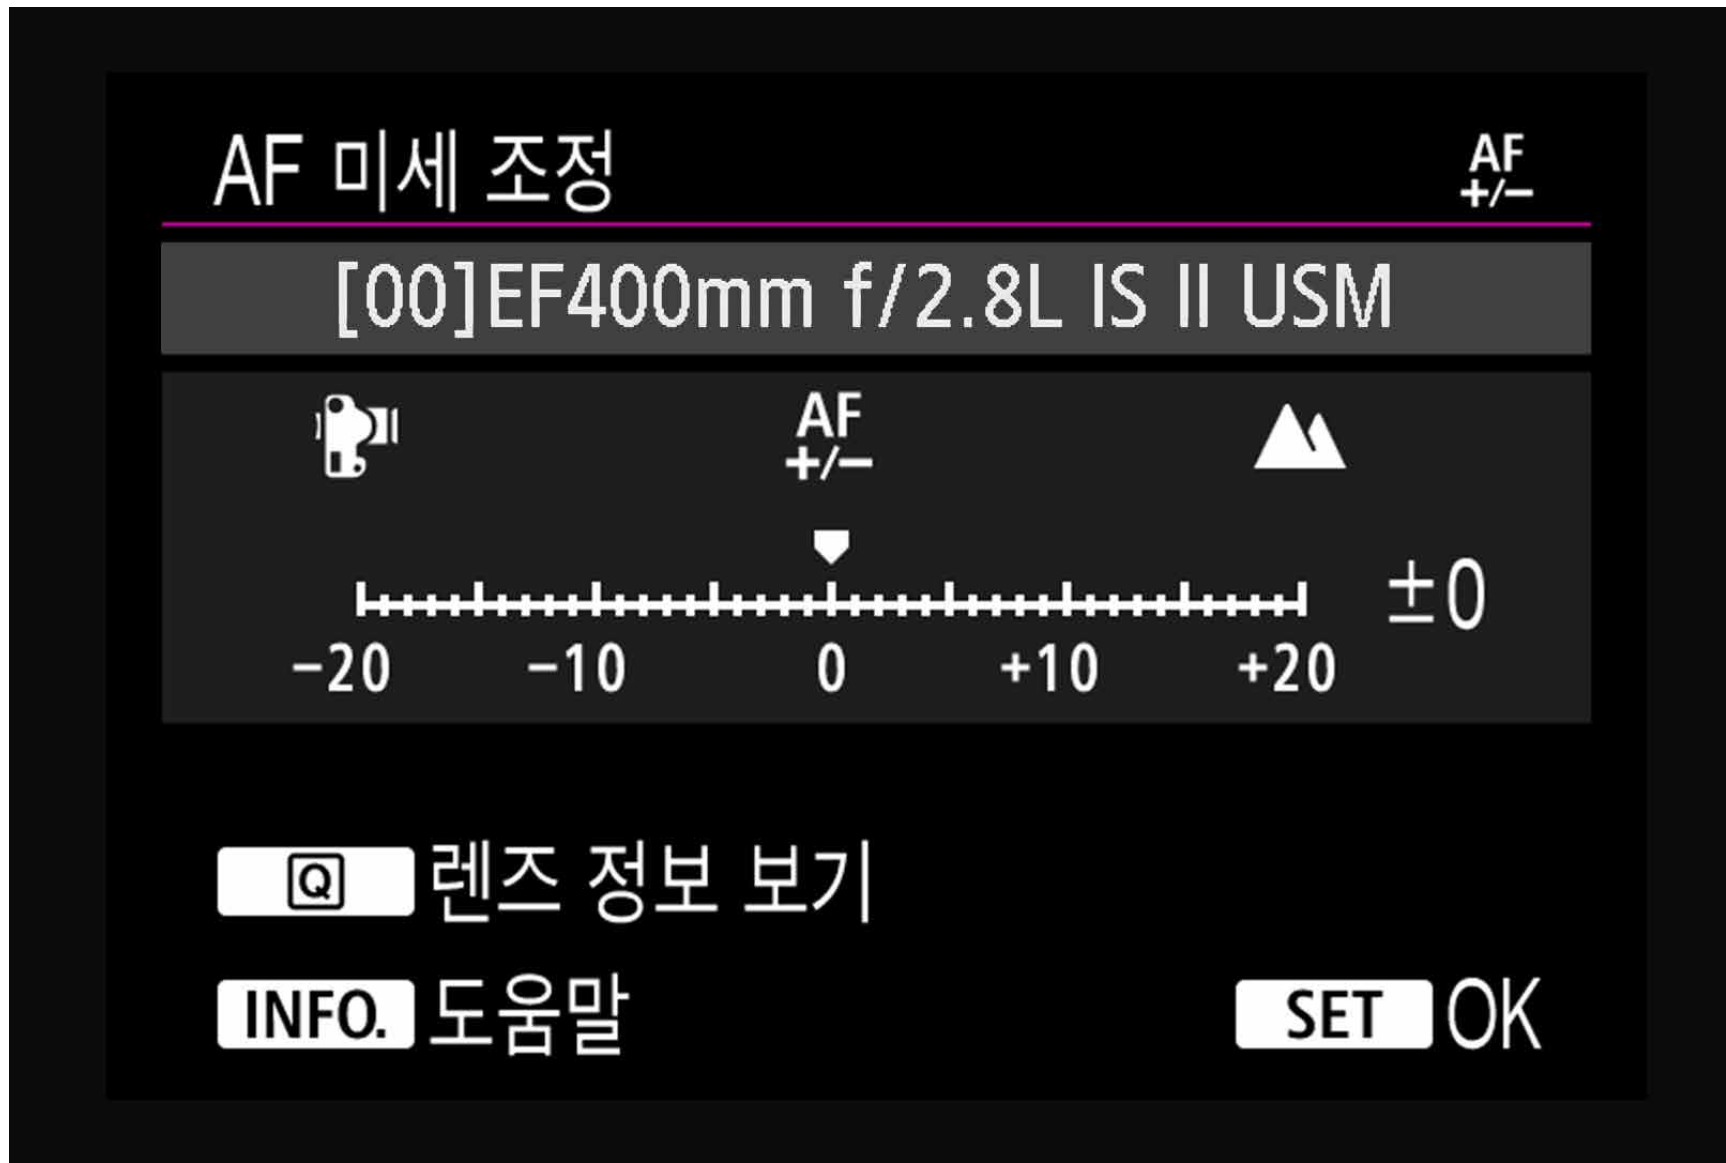 AF 미세 조정
AF
+/−
[00]EF400mm f/2.8L IS II USM
AF
+/−
±0
−20 −10 0 +10 +20
Q 렌즈 정보 보기
INFO. 도움말
SET OK